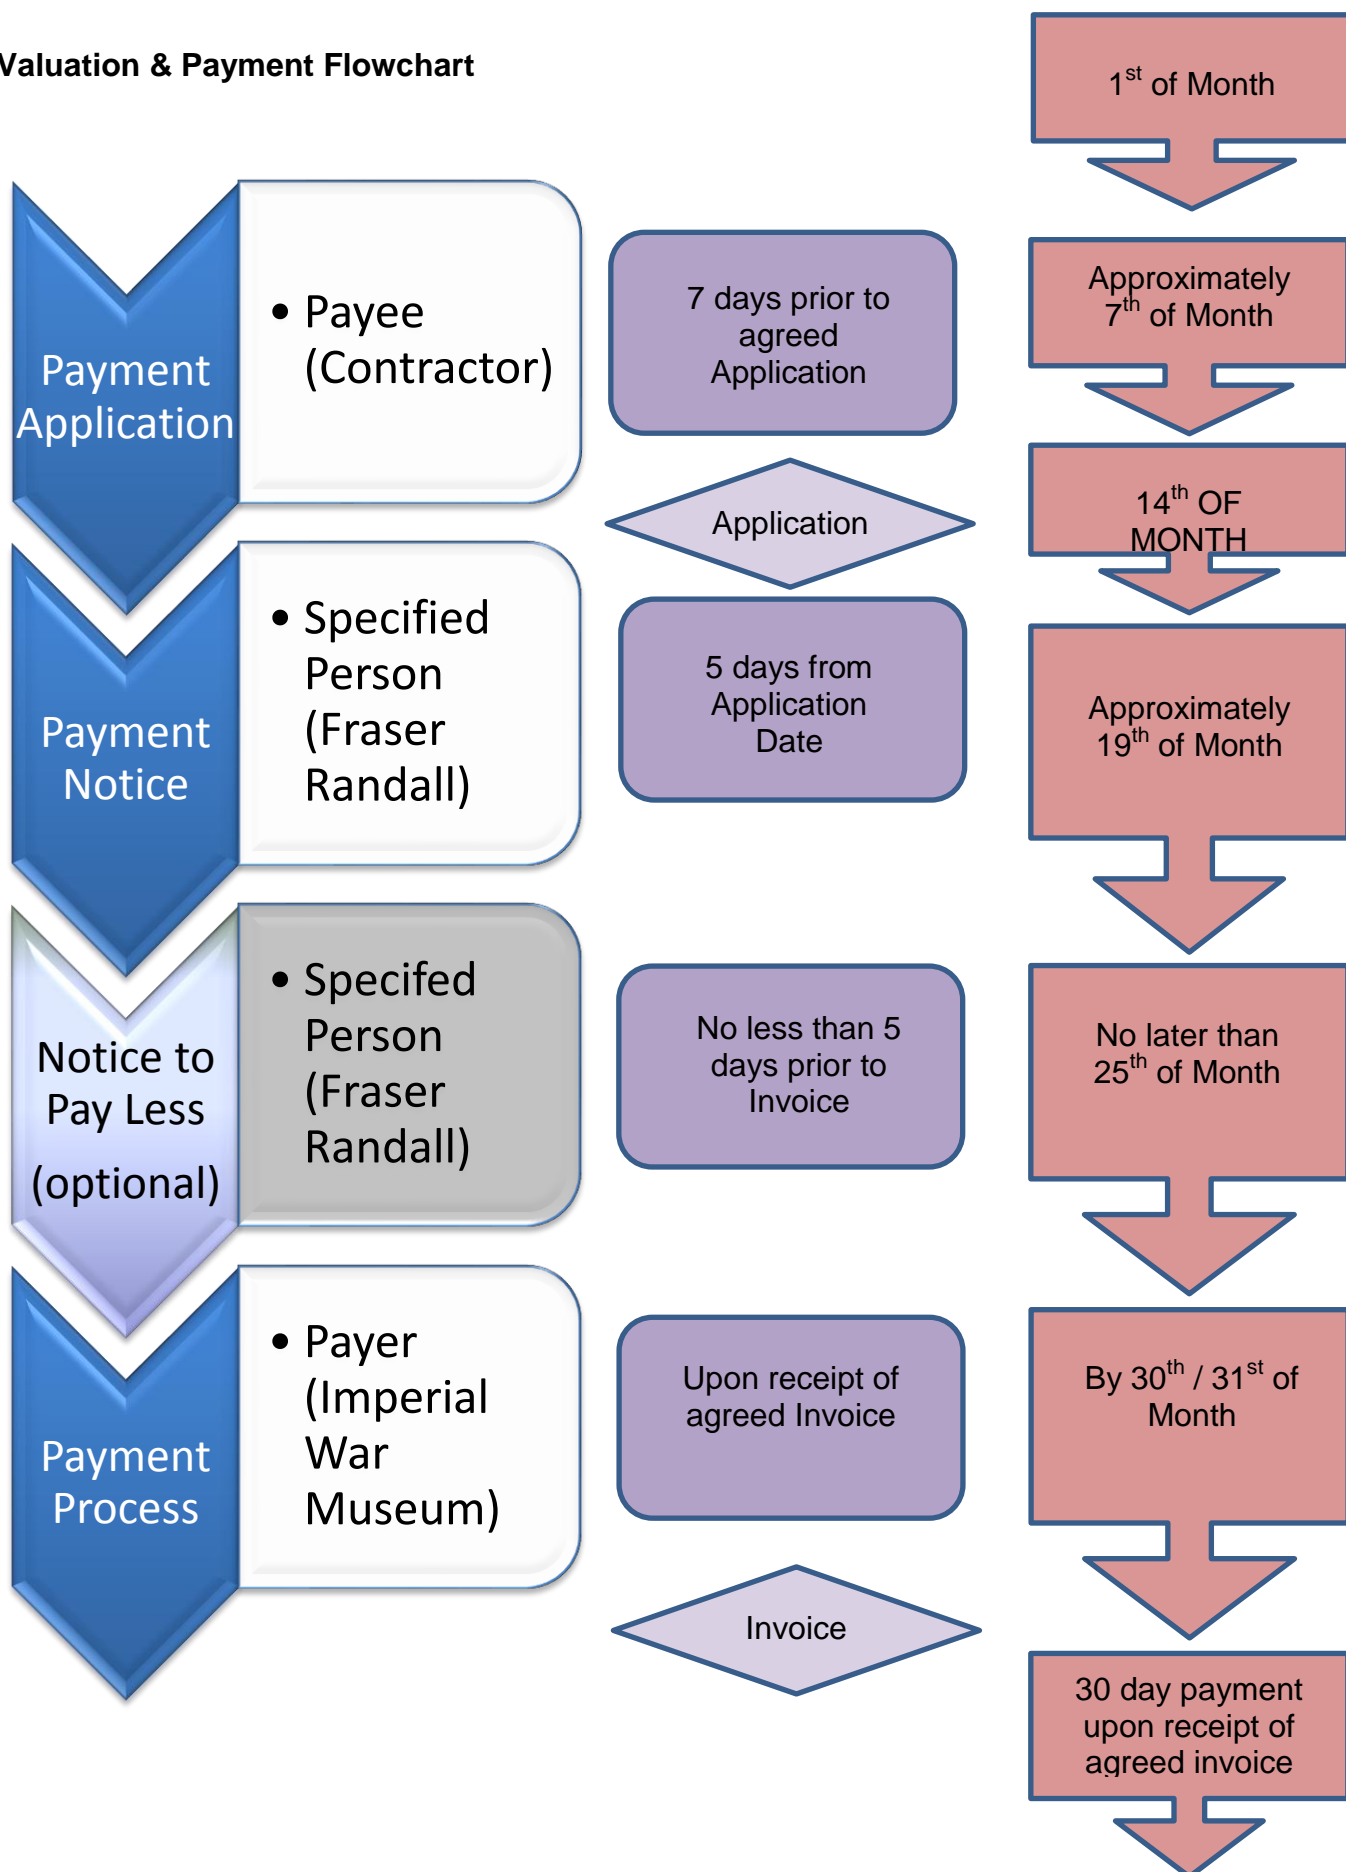 Valuation & Payment Flowchart
1st of Month
Payment
Application
• Payee
(Contractor)
7 days prior to
agreed
Application
Approximately
7th of Month
Application
14th OF
MONTH
Payment
Notice
• Specified
Person
(Fraser
Randall)
5 days from
Application
Date
Approximately
19th of Month
Notice to
Pay Less
(optional)
• Specifed
Person
(Fraser
Randall)
No less than 5
days prior to
Invoice
No later than
25th of Month
Payment
Process
• Payer
(Imperial
War
Museum)
Upon receipt of
agreed Invoice
By 30th / 31st of
Month
Invoice
30 day payment
upon receipt of
agreed invoice